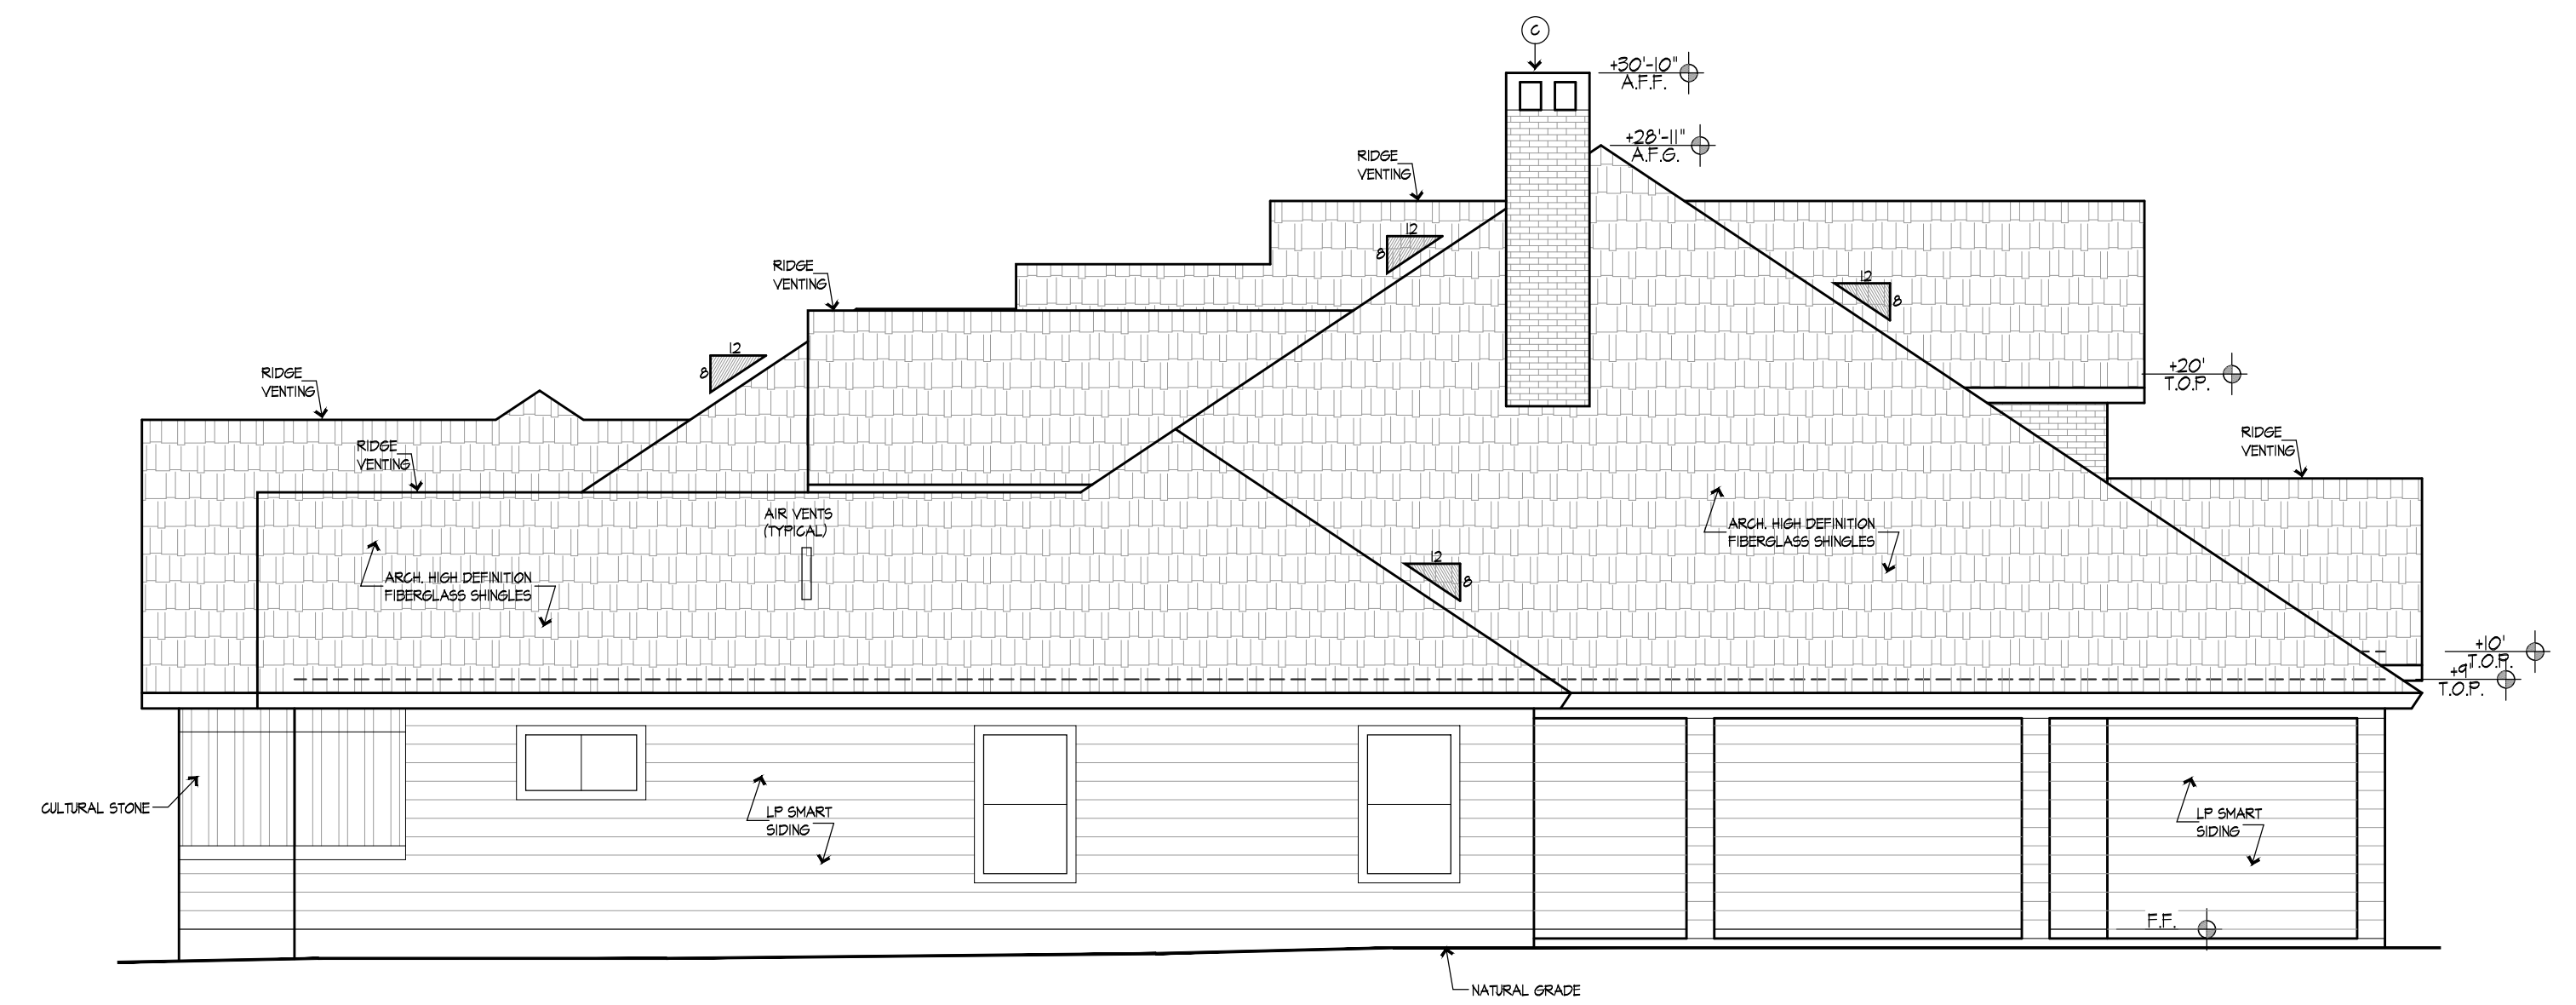 C
+30'-10"
A.F.F.
+28'-11"
A.F.G.
RIDGE
VENTING
12
8
RIDGE
VENTING
12
8
12
8
RIDGE
VENTING
+20'
T.O.P.
RIDGE
VENTING
RIDGE
VENTING
AIR VENTS
(TYPICAL)
ARCH. HIGH DEFINITION
FIBERGLASS SHINGLES
12
8
ARCH. HIGH DEFINITION
FIBERGLASS SHINGLES
+10'
T.O.P.
+9'
T.O.P.
CULTURAL STONE
LP SMART
SIDING
LP SMART
SIDING
F.F.
NATURAL GRADE